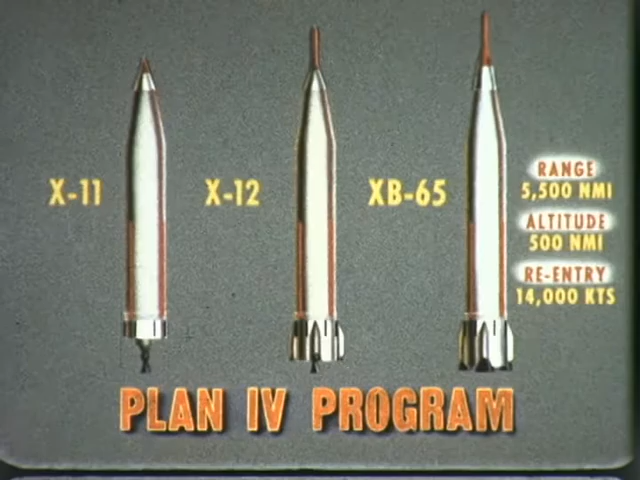 X-11
X-12
XB-65
RANGE
5,500 NMI
ALTITUDE
500 NMI
RE-ENTRY
14,000 KTS
PLAN IV PROGRAM